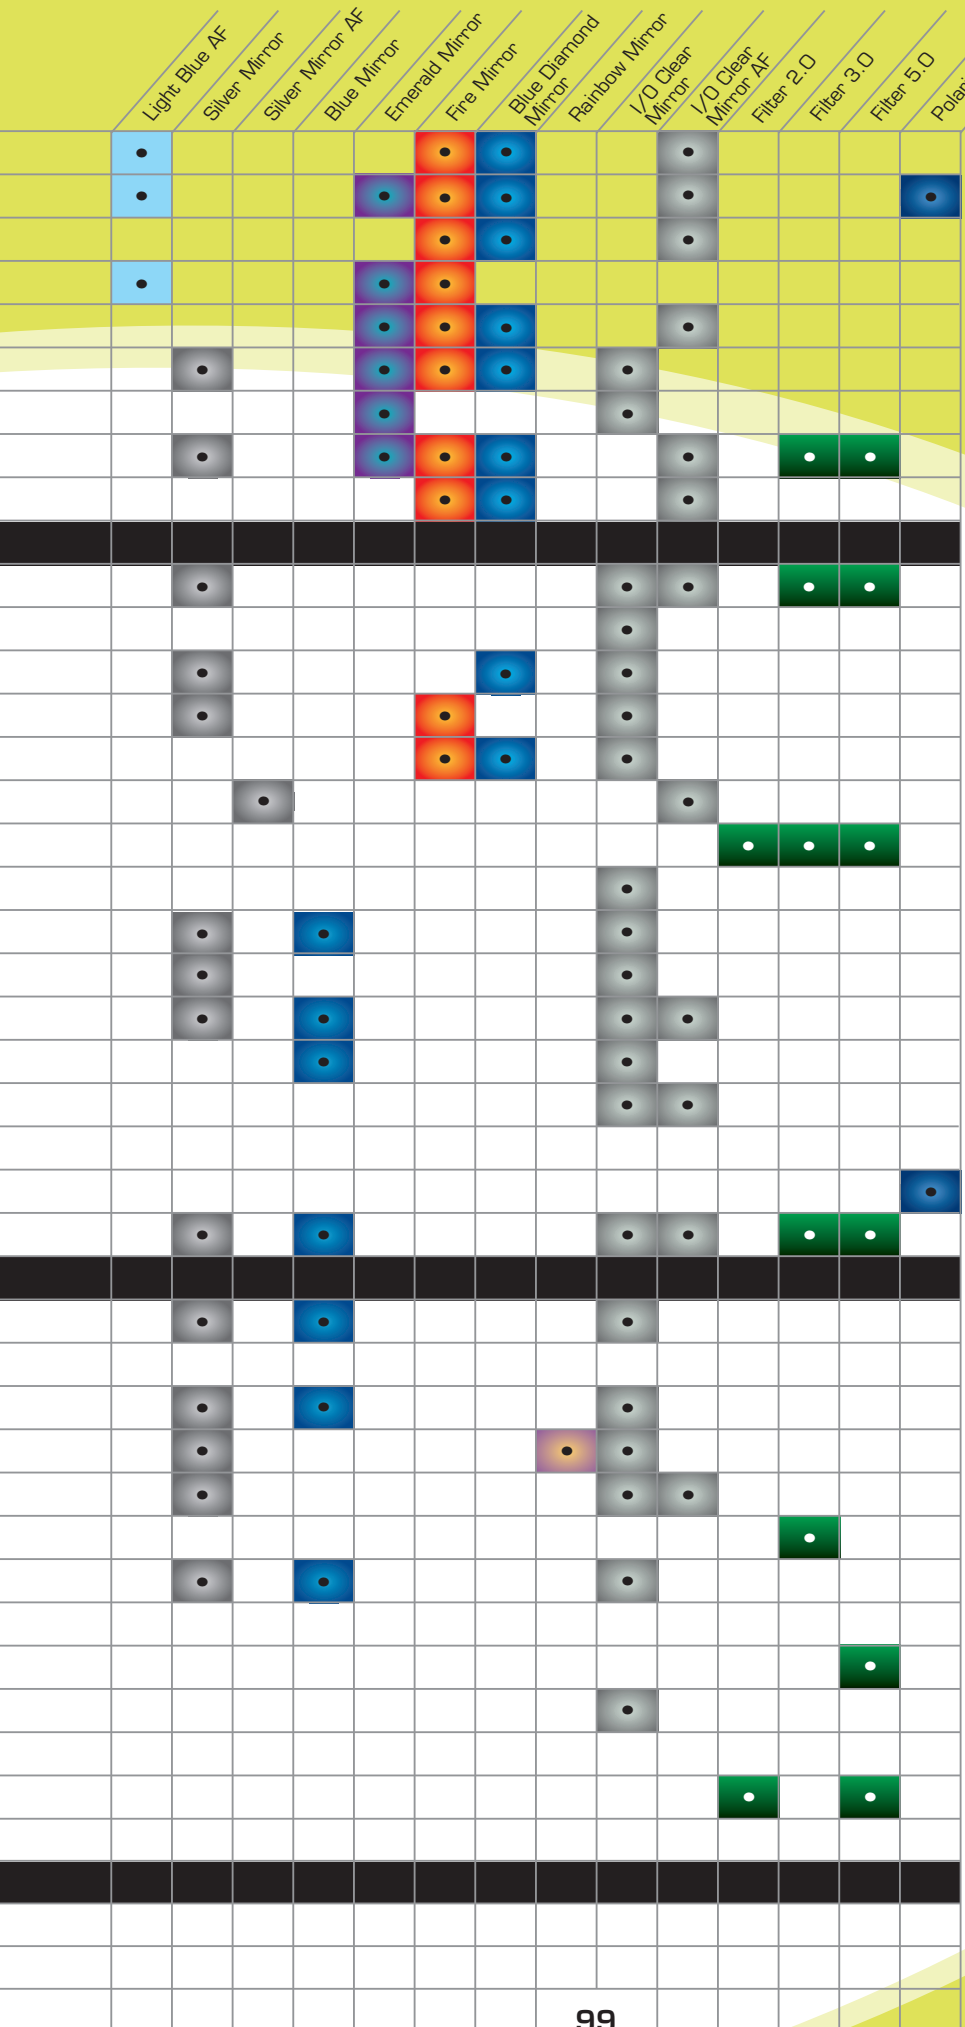 Light Blue AF
Silver Mirror
Silver Mirror AF
Blue Mirror
Emerald Mirror
Fire Mirror
Blue Diamond
Mirror
Rainbow Mirror
I/O Clear
Mirror
I/O Clear
Mirror AF
Filter 2.0
Filter 3.0
Filter 5.0
99